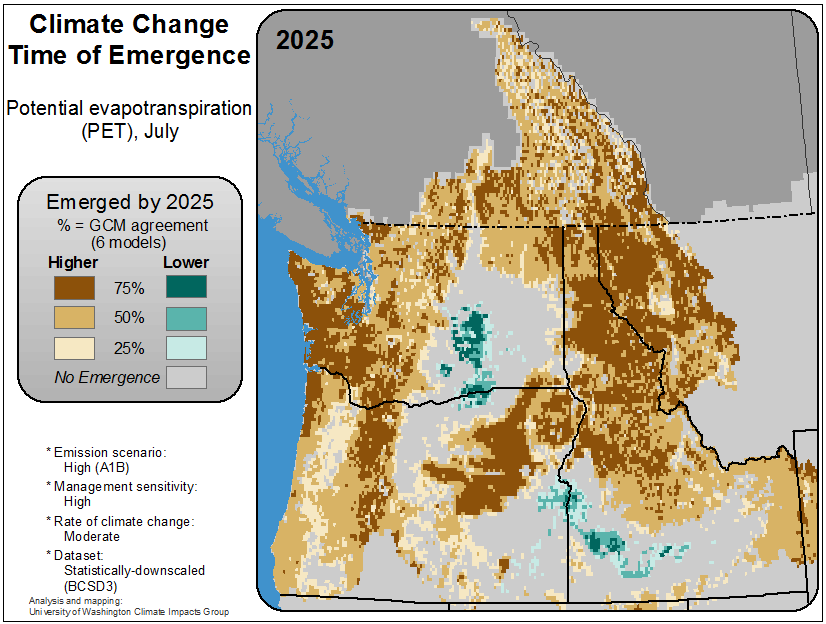 Climate Change
Time of Emergence
Potential evapotranspiration
(PET), July
Emerged by 2025
% = GCM agreement
(6 models)
Higher Lower
75%
50%
25%
No Emergence
* Emission scenario:
High (A1B)
* Management sensitivity:
High
* Rate of climate change:
Moderate
* Dataset:
Statistically-downscaled
(BCSD3)
Analysis and mapping:
University of Washington Climate Impacts Group
2025